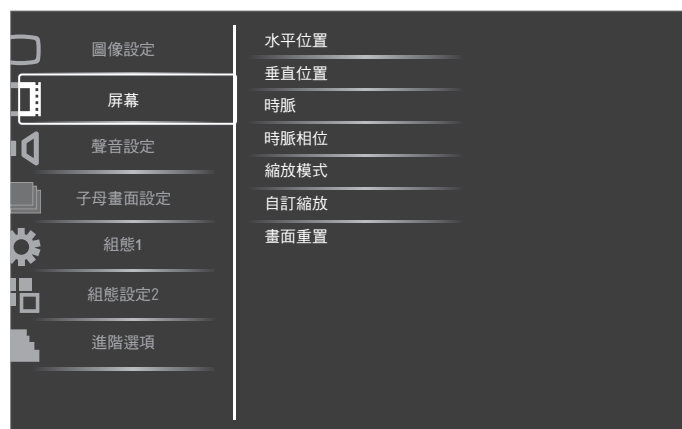 圖像設定
屏幕
聲音設定
子母畫面設定
組態1
組態設定2
進階選項
水平位置
垂直位置
時脈
時脈相位
縮放模式
自訂縮放
畫面重置